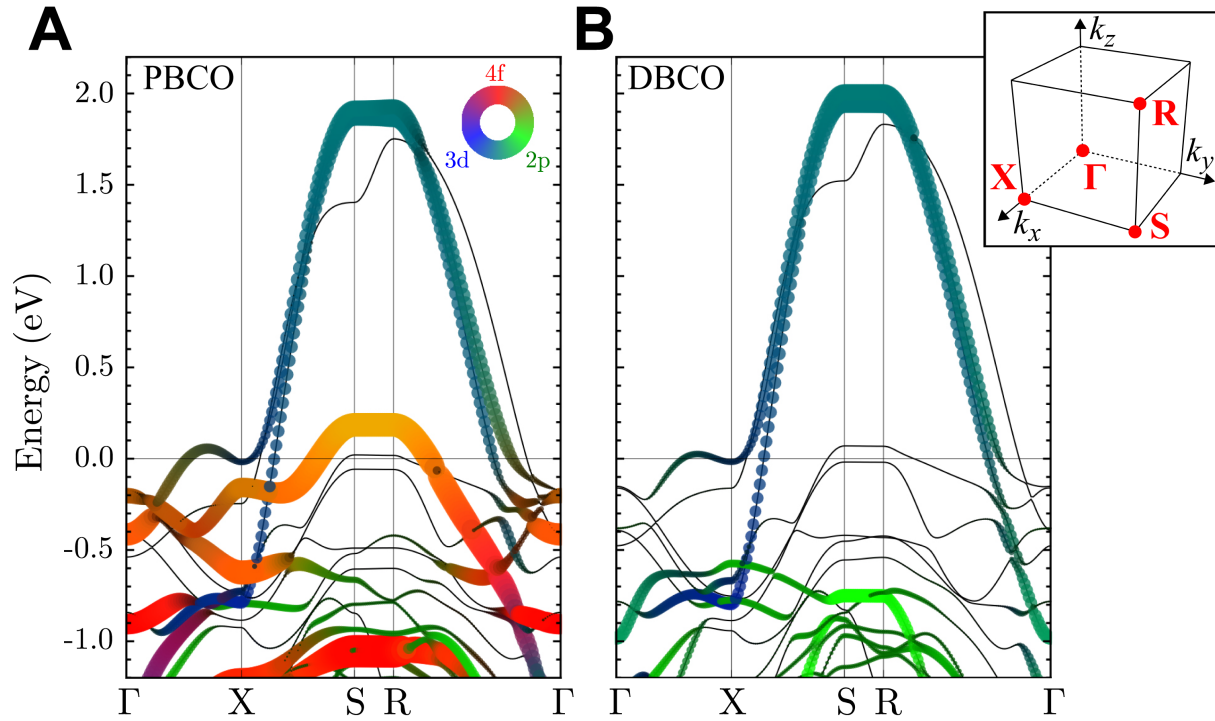 A
B
PBCO
DBCO
4f
3d
2p
k_z
k_y
k_x
R
Γ
X
S
Energy (eV)
2.0
1.5
1.0
0.5
0.0
-0.5
-1.0
Γ X S R Γ
Γ X S R Γ